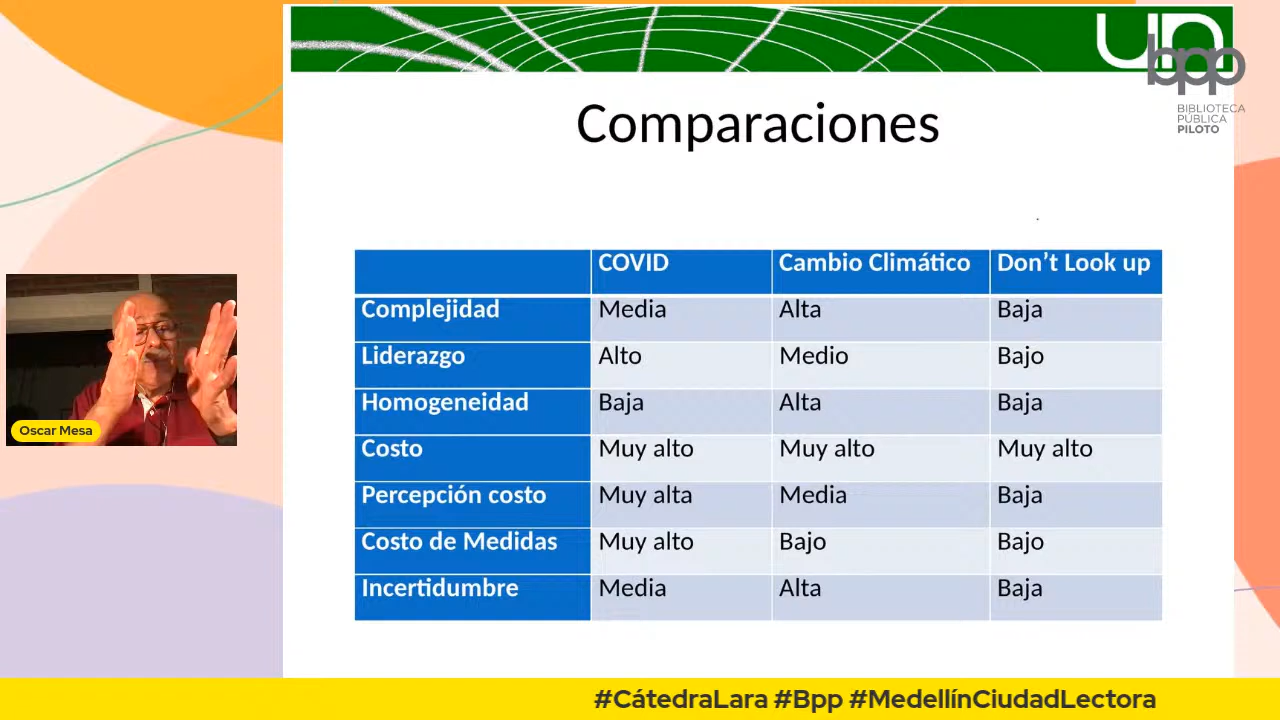 un
bpp
BIBLIOTECA
PÚBLICA
PILOTO
Comparaciones
COVID Cambio Climático Don’t Look up
Complejidad Media Alta Baja
Liderazgo Alto Medio Bajo
Homogeneidad Baja Alta Baja
Costo Muy alto Muy alto Muy alto
Percepción costo Muy alta Media Baja
Costo de Medidas Muy alto Bajo Bajo
Incertidumbre Media Alta Baja
Oscar Mesa
#CátedraLara #Bpp #MedellínCiudadLectora